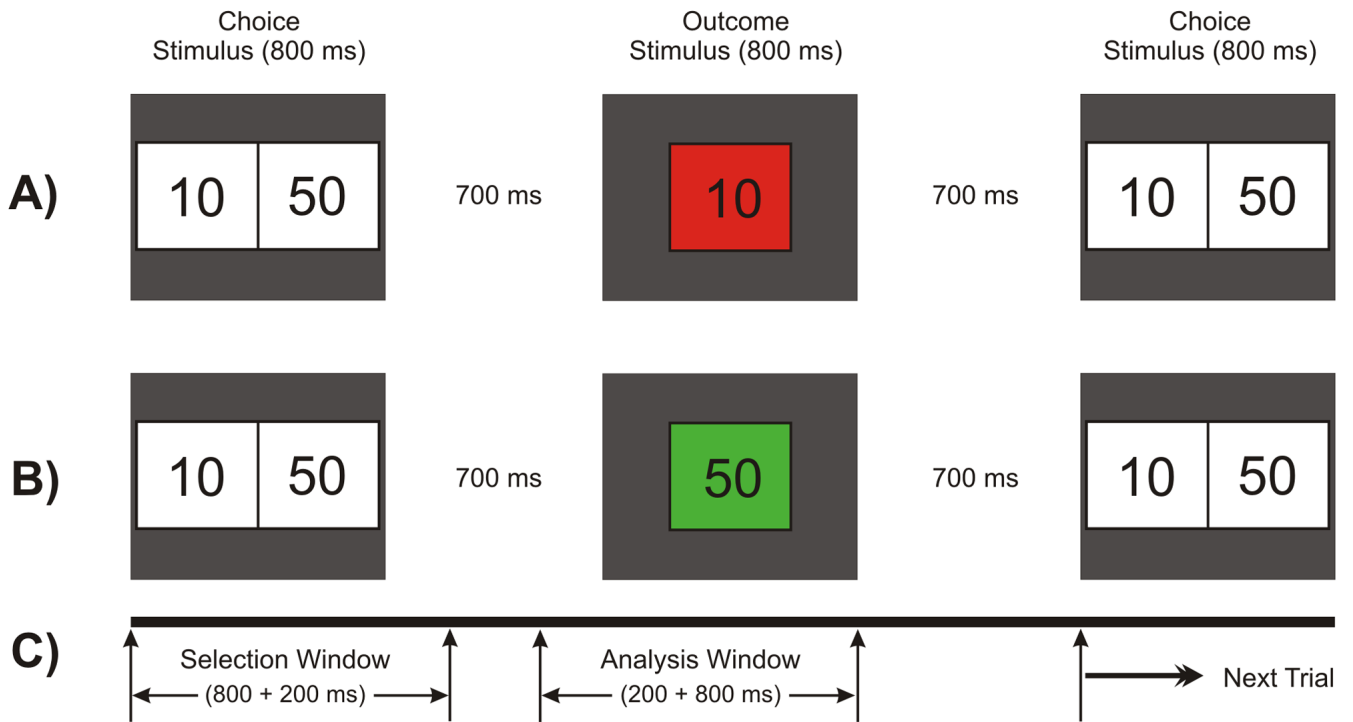 Choice
Stimulus (800 ms)
Outcome
Stimulus (800 ms)
Choice
Stimulus (800 ms)
A)
10 50
700 ms
10
700 ms
10 50
B)
10 50
700 ms
50
700 ms
10 50
C)
Selection Window
(800 + 200 ms)
Analysis Window
(200 + 800 ms)
Next Trial